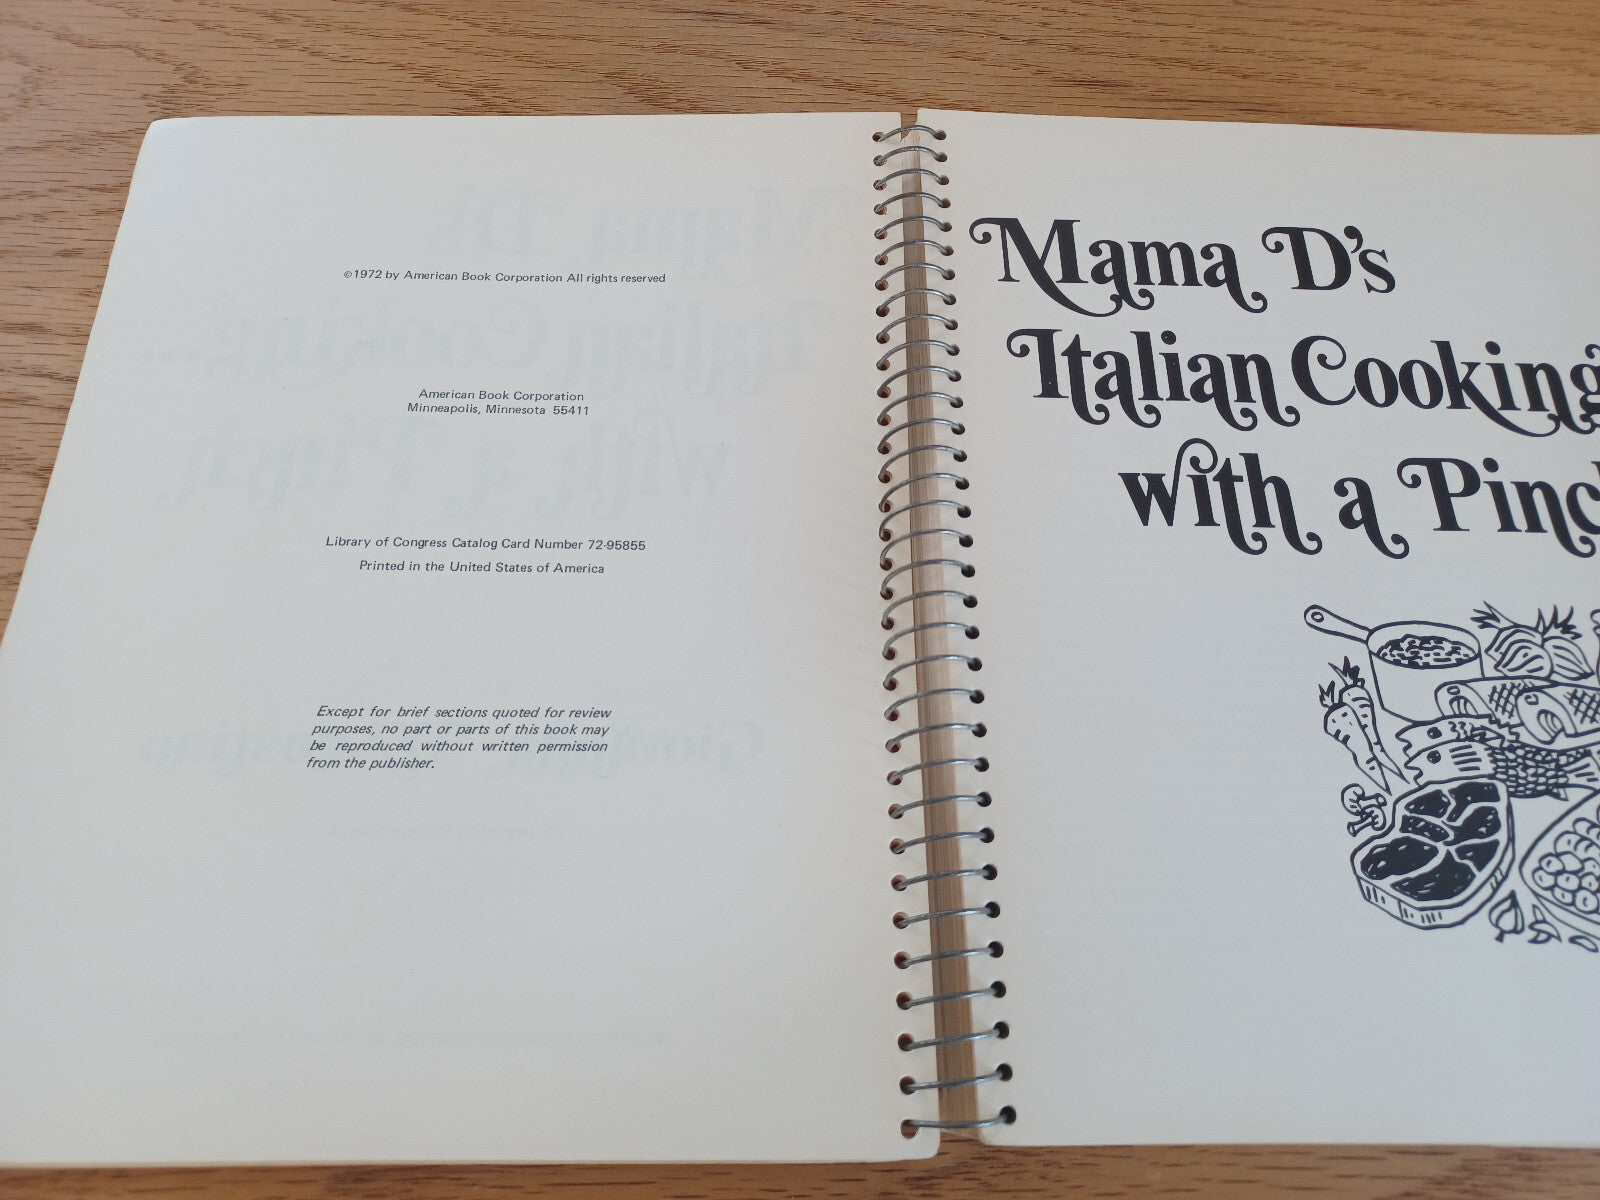 ©1972 by American Book Corporation All rights reserved
American Book Corporation
Minneapolis, Minnesota 55411
Library of Congress Catalog Card Number 72-95855
Printed in the United States of America
Except for brief sections quoted for review
purposes, no part or parts of this book may
be reproduced without written permission
from the publisher.
Mama D's
Italian Cooking
with a Pinc